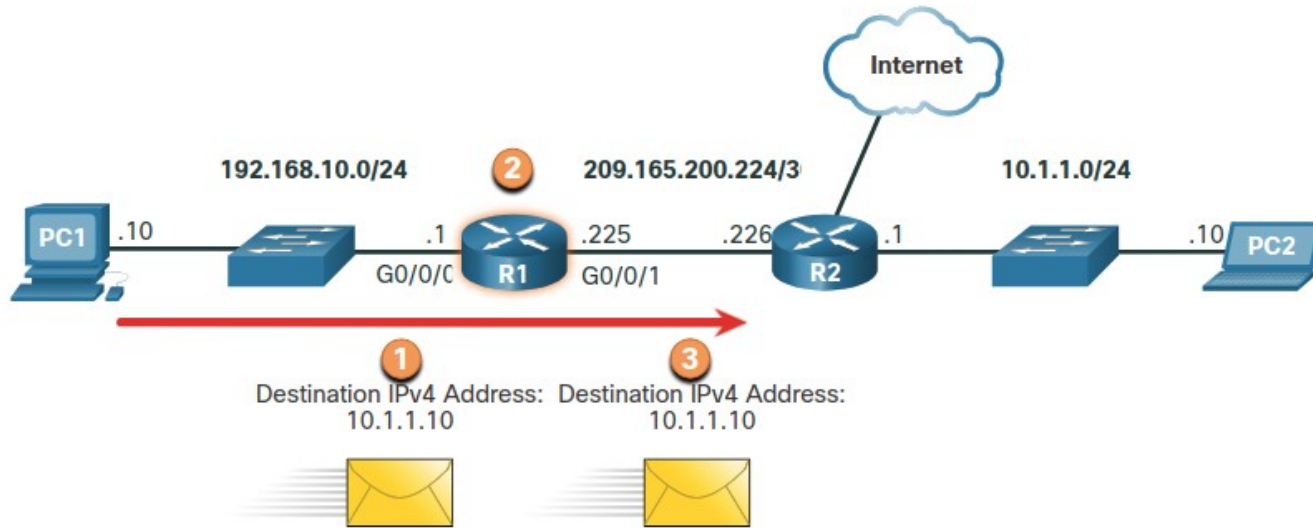 Internet
192.168.10.0/24
2
209.165.200.224/3
10.1.1.0/24
PC1
.10
.1
G0/0/0
R1
.225
G0/0/1
.226
R2
.1
.10
PC2
1
3
Destination IPv4 Address:
10.1.1.10
Destination IPv4 Address:
10.1.1.10